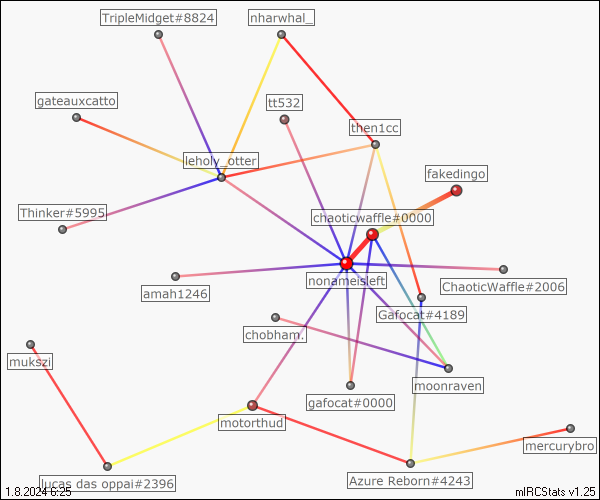 TripleMidget#8824
nharwhal_
gateauxcatto
tt532
then1cc
leholy_otter
fakedingo
Thinker#5995
chaoticwaffle#0000
nonameisleft
ChaoticWaffle#2006
amah1246
Gafocat#4189
chobham.
mukszi
moonraven
gafocat#0000
motorthud
mercurybro
lucas das oppai#2396
Azure Reborn#4243
1.8.2024 6:25
mIRCStats v1.25